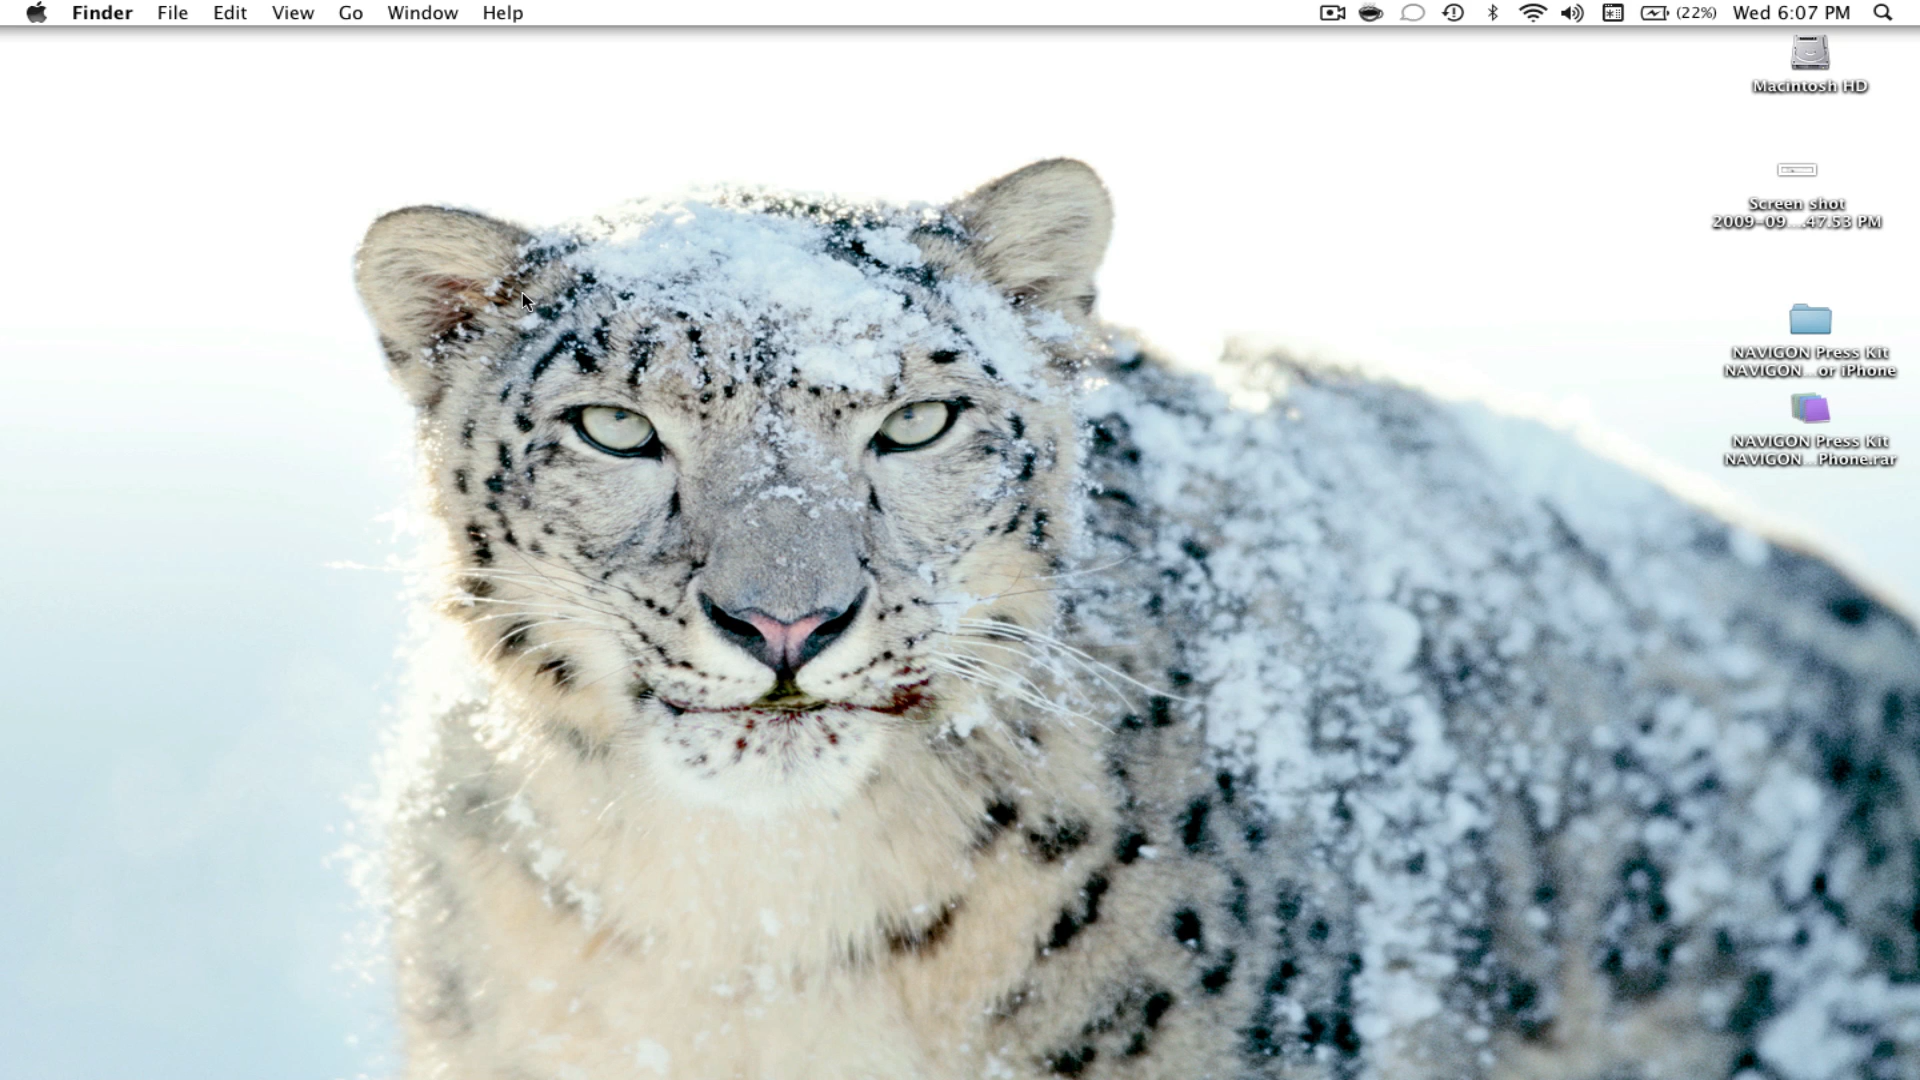 Finder File Edit View Go Window Help (22%) Wed 6:07 PM
Macintosh HD
Screen shot
2009-09...47.53 PM
NAVIGON Press Kit
NAVIGON...or iPhone
NAVIGON Press Kit
NAVIGON...Phone.rar